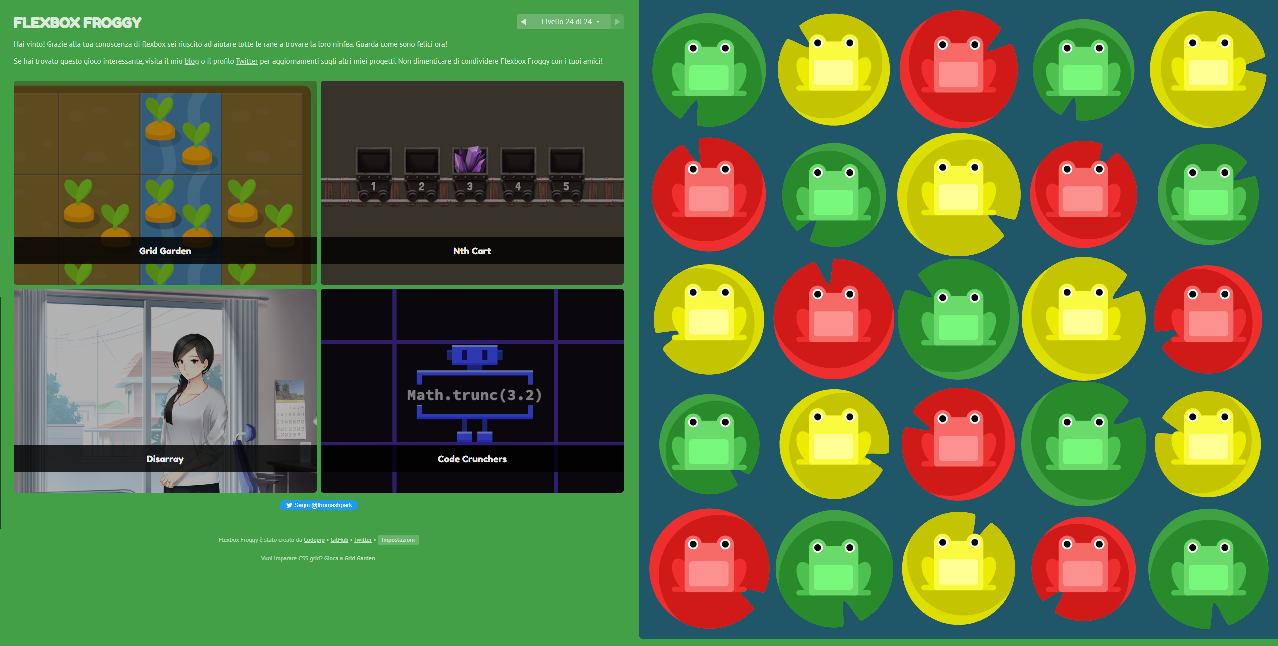 FLEXBOX FROGGY
Livello 24 di 24
Hai vinto! Grazie alla tua conoscenza di flexbox sei riuscito ad aiutare tutte le rane a trovare la loro ninfea. Guarda come sono felici ora!
Se hai trovato questo gioco interessante, visita il mio blog o il profilo Twitter per aggiornamenti sugli altri miei progetti. Non dimenticare di condividere Flexbox Froggy con i tuoi amici!
Grid Garden
1 2 3 4 5
Nth Cart
Disarray
Math.trunc(3.2)
Code Crunchers
Segui @thomashpark
Flexbox Froggy è stato creato da Codepip • GitHub • Twitter • Impostazioni
Vuoi imparare CSS grid? Gioca a Grid Garden